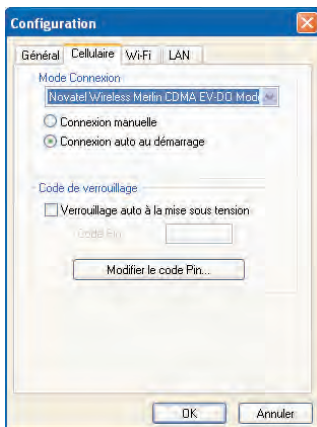 Configuration
Général Cellulaire Wi-Fi LAN
Mode Connexion
Novatel Wireless Merlin CDMA EV-DO Mode
Connexion manuelle
Connexion auto au démarrage
Code de verrouillage
Verrouillage auto à la mise sous tension
Code Pin
Modifier le code Pin...
OK Annuler